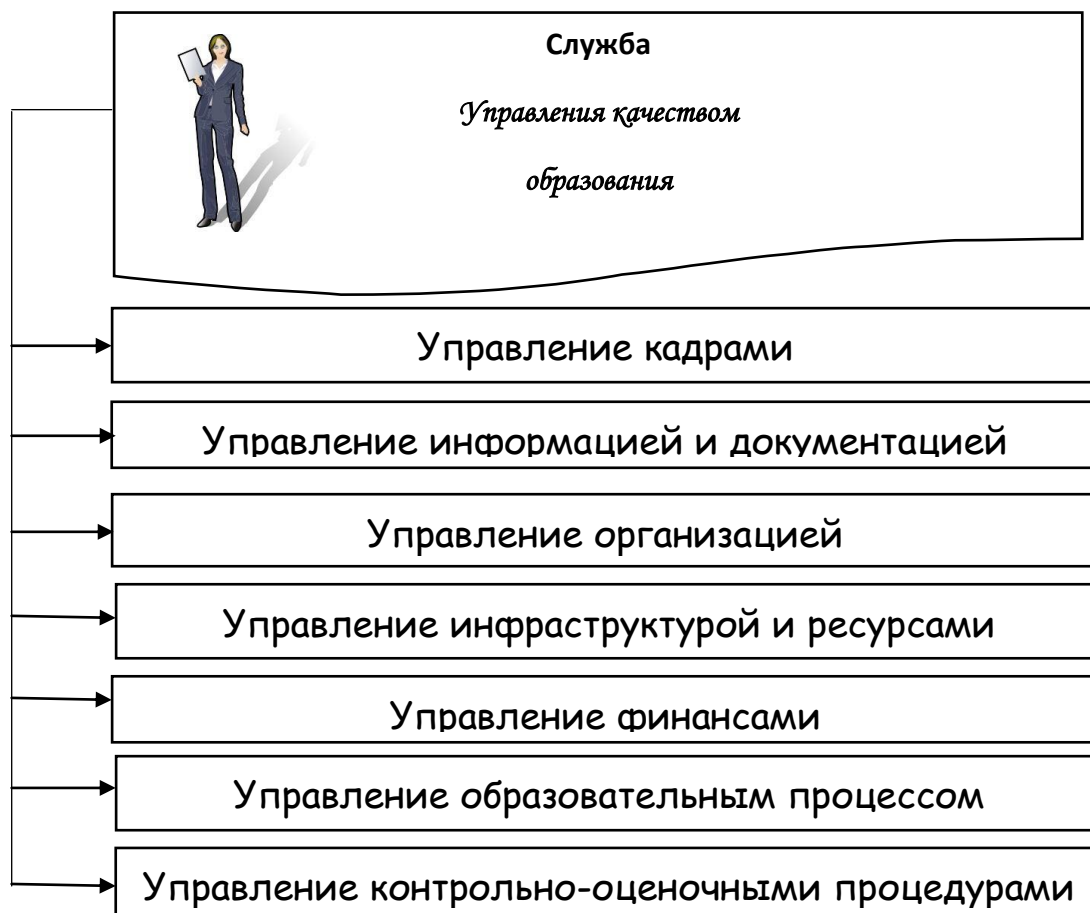 Служба
Управления качеством
образования
Управление кадрами
Управление информацией и документацией
Управление организацией
Управление инфраструктурой и ресурсами
Управление финансами
Управление образовательным процессом
Управление контрольно-оценочными процедурами